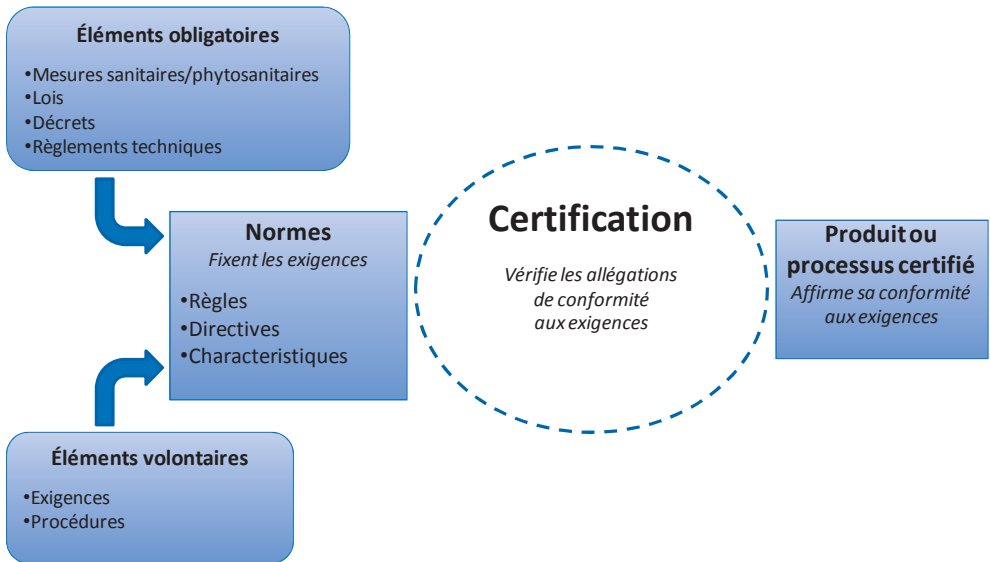 Éléments obligatoires
•Mesures sanitaires/phytosanitaires
•Lois
•Décrets
•Règlements techniques
Normes
Fixent les exigences
•Règles
•Directives
•Characteristiques
Éléments volontaires
•Exigences
•Procédures
Certification
Vérifie les allégations
de conformité
aux exigences
Produit ou
processus certifié
Affirme sa conformité
aux exigences